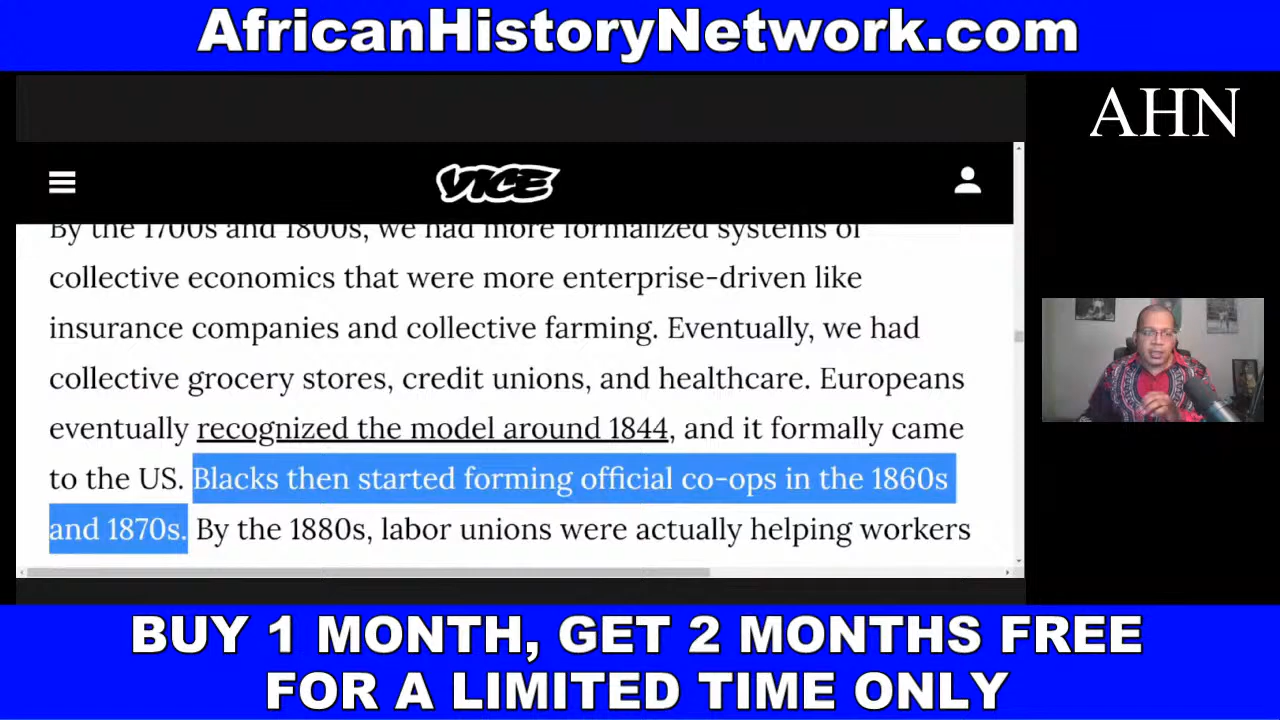 AfricanHistoryNetwork.com
AHN
VICE
By the 1700s and 1800s, we had more formalized systems of
collective economics that were more enterprise-driven like
insurance companies and collective farming. Eventually, we had
collective grocery stores, credit unions, and healthcare. Europeans
eventually recognized the model around 1844, and it formally came
to the US. Blacks then started forming official co-ops in the 1860s
and 1870s. By the 1880s, labor unions were actually helping workers
BUY 1 MONTH, GET 2 MONTHS FREE
FOR A LIMITED TIME ONLY